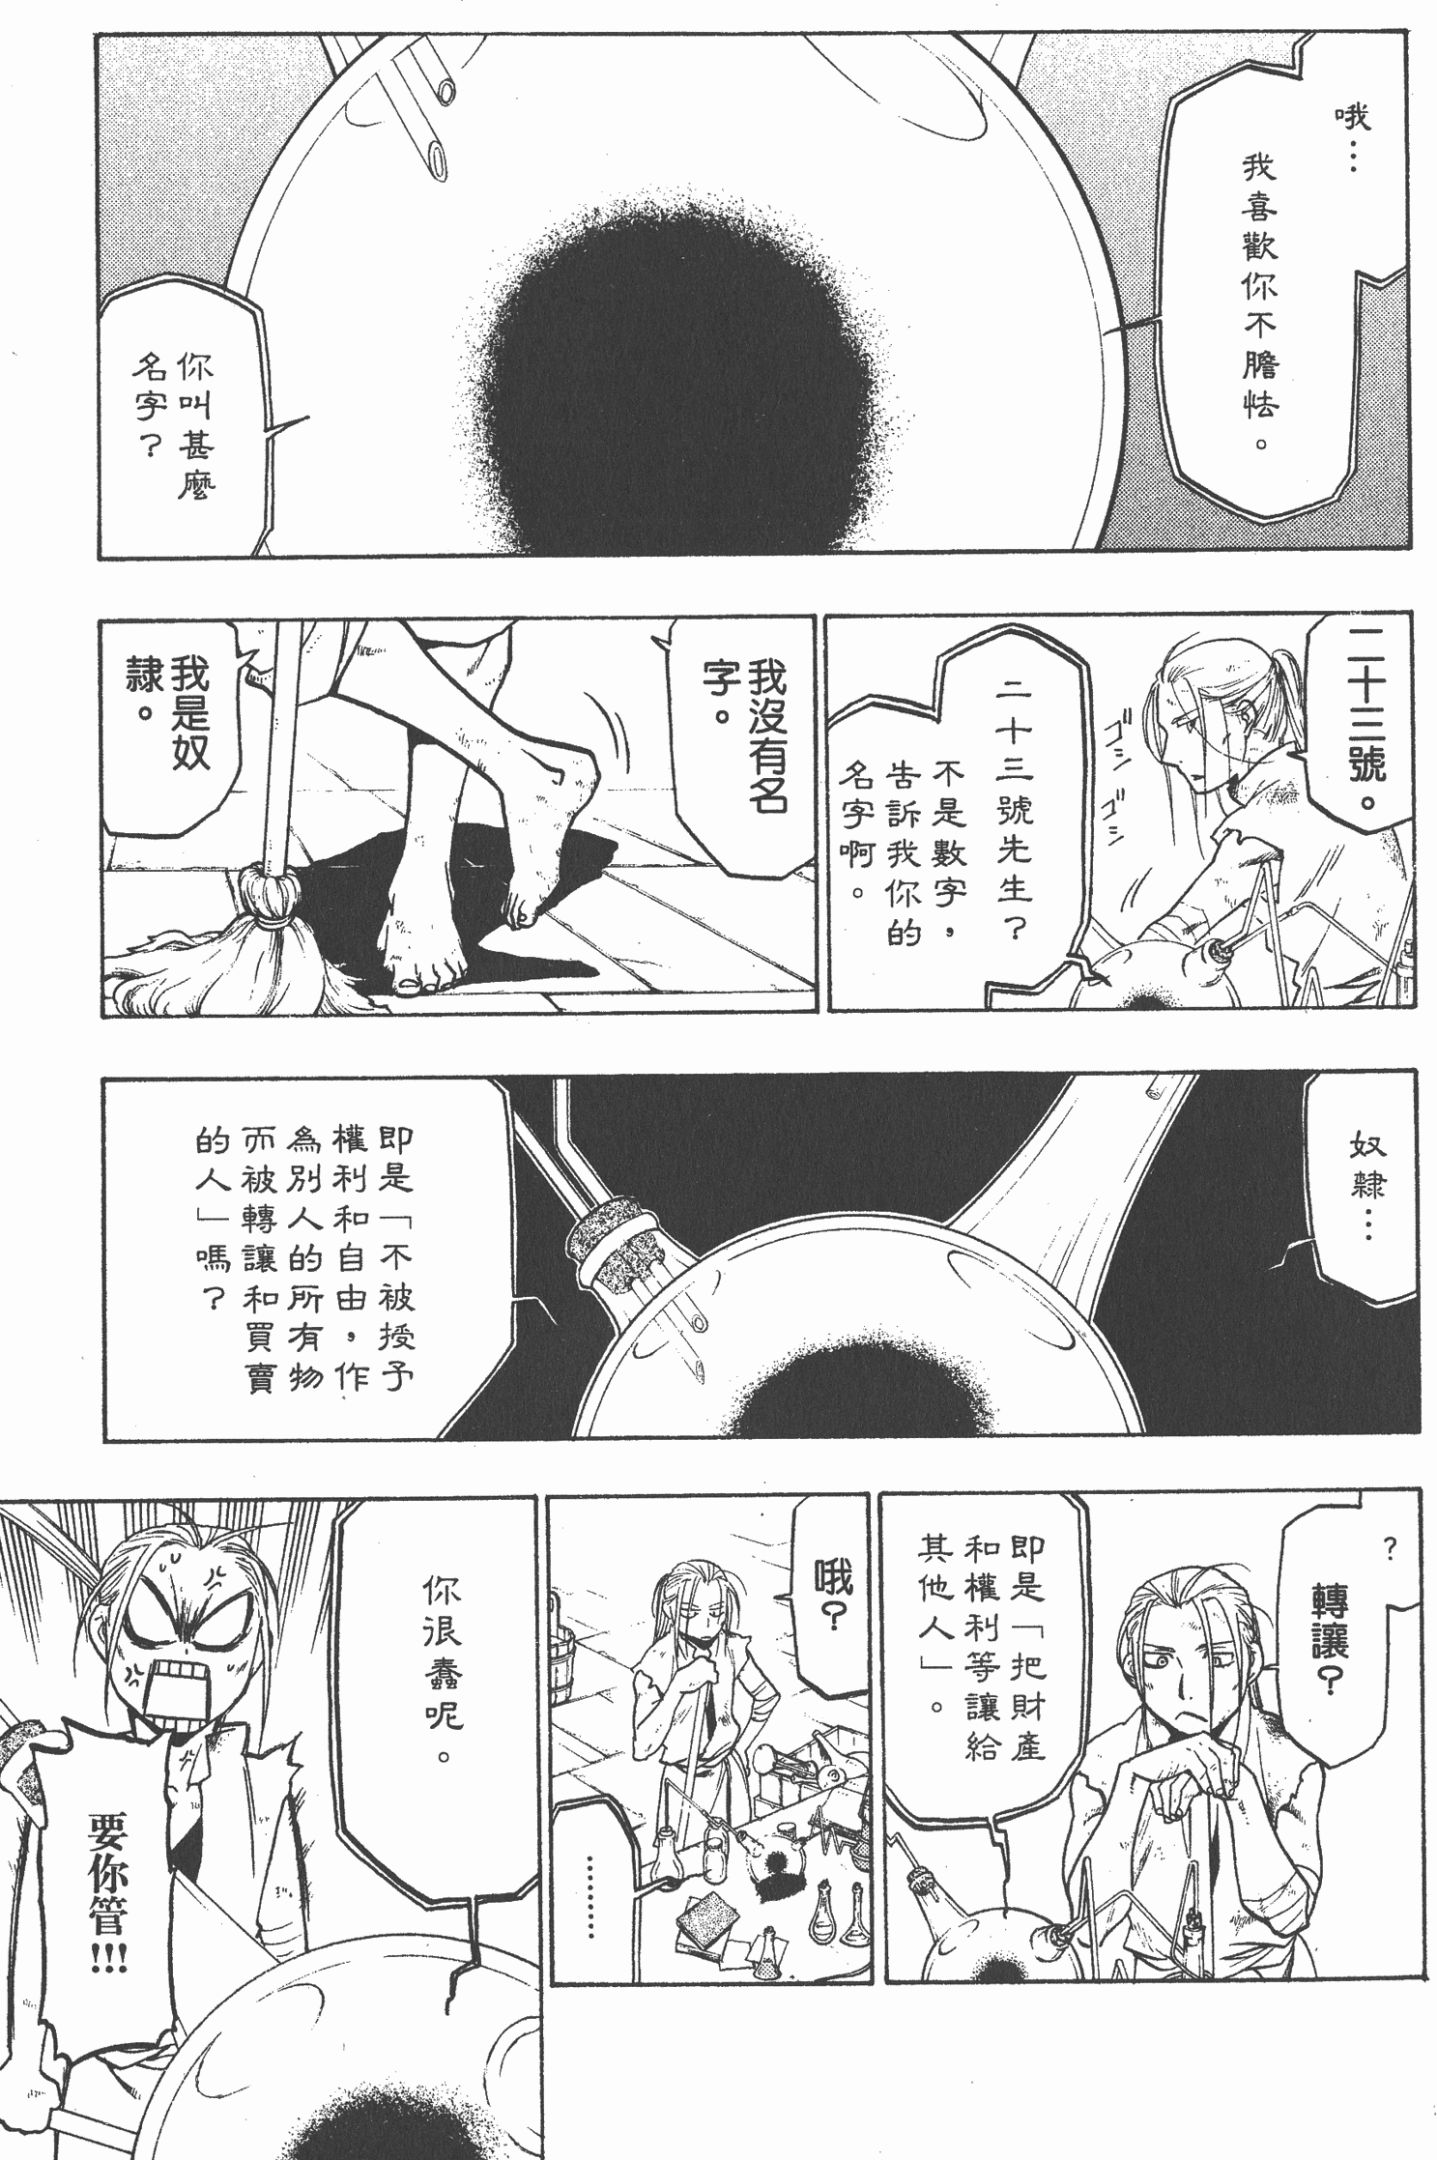 哦…
我喜歡你不膽怯。
你叫甚麼
名字？
二十三號。
ゴシ
ゴシ
二十三號先生？
不是數字，
告訴我你的
名字啊。
我沒有名
字。
我是奴
隸。
奴隸…
即是「不被授予
權利和自由，作
為別人的所有物
而被轉讓和買賣
的人」嗎？
？
轉讓？
即是「把財產
和權利等讓給
其他人」。
哦？
………
你很蠢呢。
要你管!!!